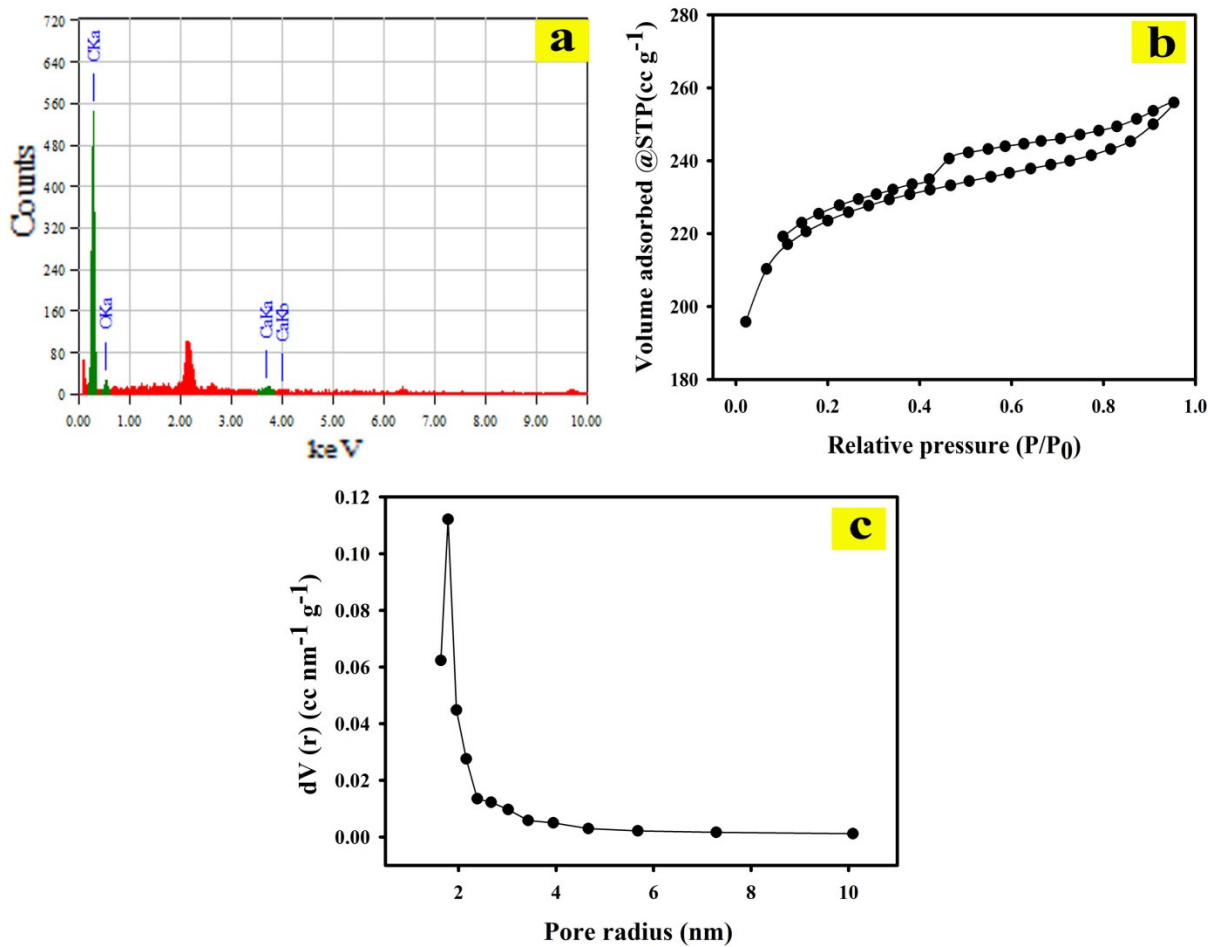 a
720
640
560
480
400
320
240
160
80
0
Counts
CKa
OKa
CaKa
CaKb
0.00 1.00 2.00 3.00 4.00 5.00 6.00 7.00 8.00 9.00 10.00
keV
b
280
260
240
220
200
180
Volume adsorbed @STP(cc g-1)
0.0 0.2 0.4 0.6 0.8 1.0
Relative pressure (P/P0)
c
0.12
0.10
0.08
0.06
0.04
0.02
0.00
dV (r) (cc nm-1 g-1)
2 4 6 8 10
Pore radius (nm)